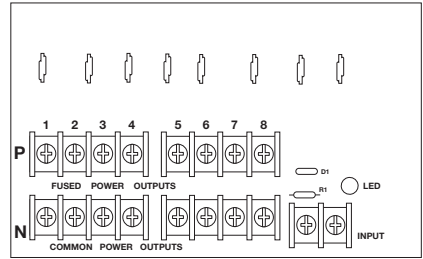 1 2 3 4 5 6 7 8
P
FUSED POWER OUTPUTS
D1
R1
LED
N
INPUT
COMMON POWER OUTPUTS